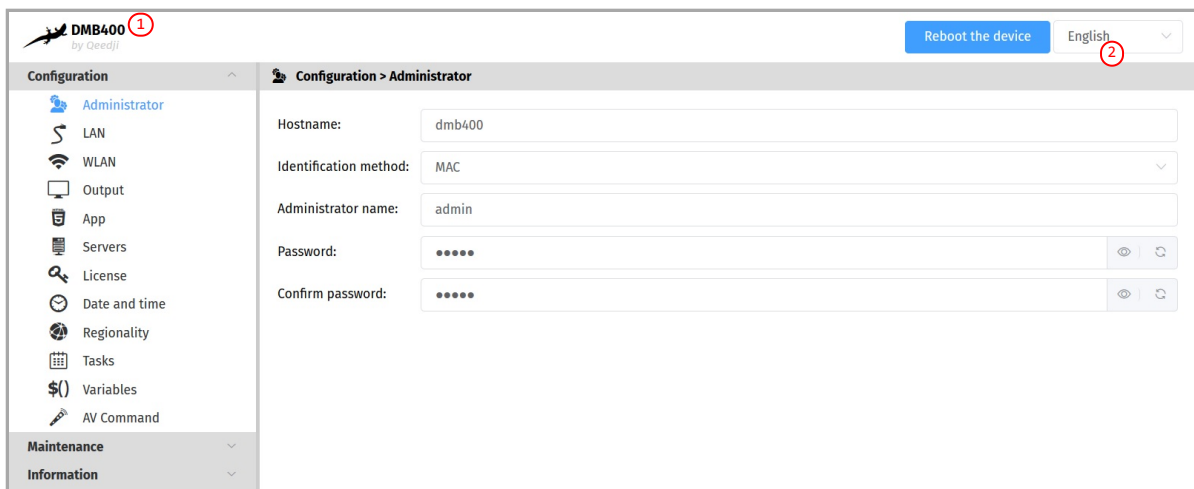 DMB400 1
by Qeedji
Reboot the device
English
2
Configuration
Administrator
LAN
WLAN
Output
App
Servers
License
Date and time
Regionality
Tasks
$() Variables
AV Command
Maintenance
Information
Configuration > Administrator
Hostname: dmb400
Identification method: MAC
Administrator name: admin
Password: •••••
Confirm password: •••••